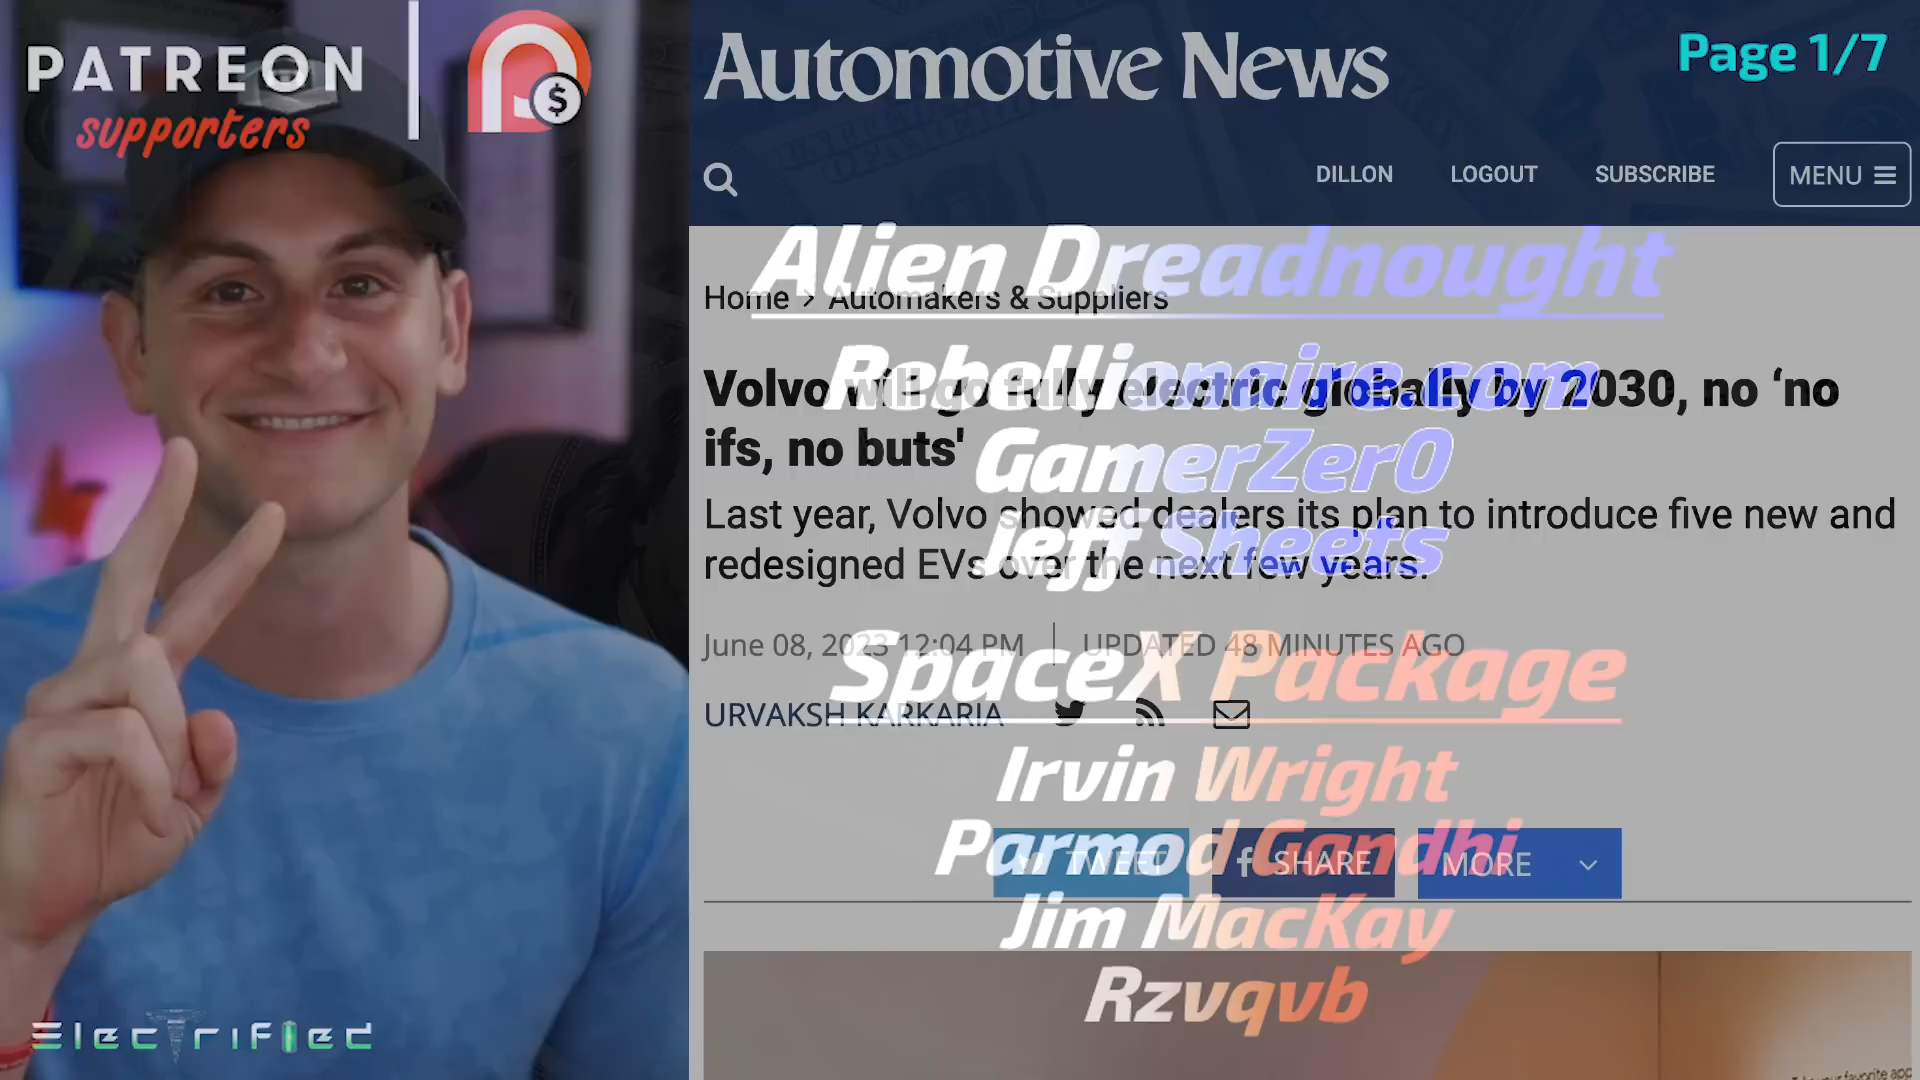 PATREON
supporters
$
Electrified
Automotive News
Page 1/7
DILLON LOGOUT SUBSCRIBE MENU
Alien Dreadnought
Home > Automakers & Suppliers
Rebellionaire.com
Volvo will go fully electric globally by 2030, no ‘no
ifs, no buts'
GamerZer0
Last year, Volvo showed dealers its plan to introduce five new and
Jeff Sheets
redesigned EVs over the next few years.
June 08, 2023 12:04 PM | UPDATED 48 MINUTES AGO
SpaceX Package
URVAKSH KARKARIA
Irvin Wright
Parmod Gandhi
TWEET SHARE MORE
Jim MacKay
Rzvqvb